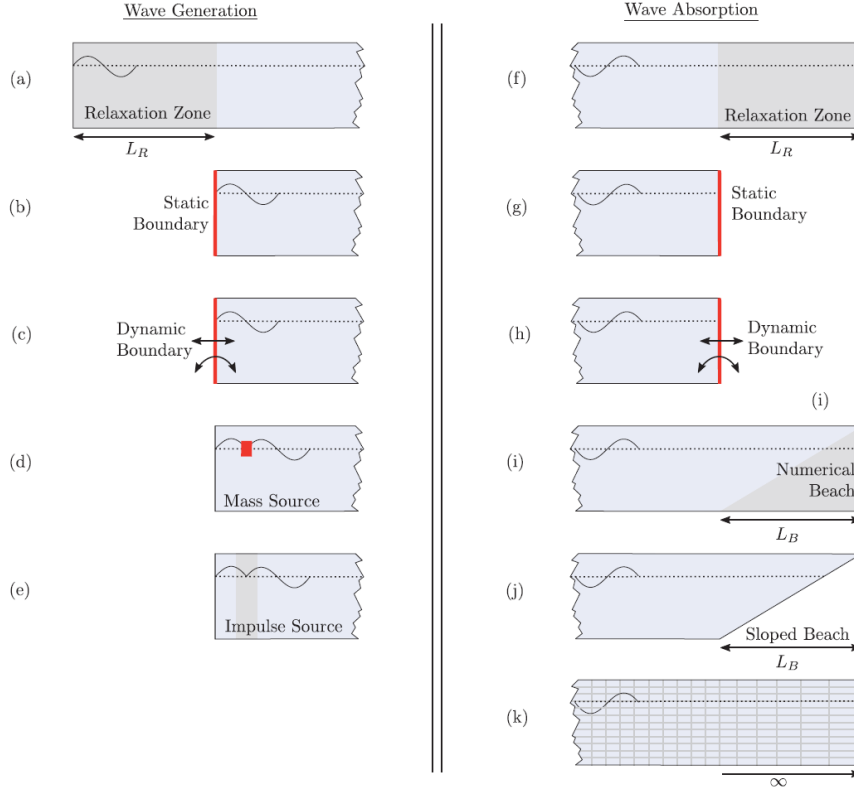 Wave Generation
(a)
Relaxation Zone
L_R
(b)
Static
Boundary
(c)
Dynamic
Boundary
(d)
Mass Source
(e)
Impulse Source
Wave Absorption
(f)
Relaxation Zone
L_R
(g)
Static
Boundary
(h)
Dynamic
Boundary
(i)
(i)
Numerical
Beach
L_B
(j)
Sloped Beach
L_B
(k)
∞